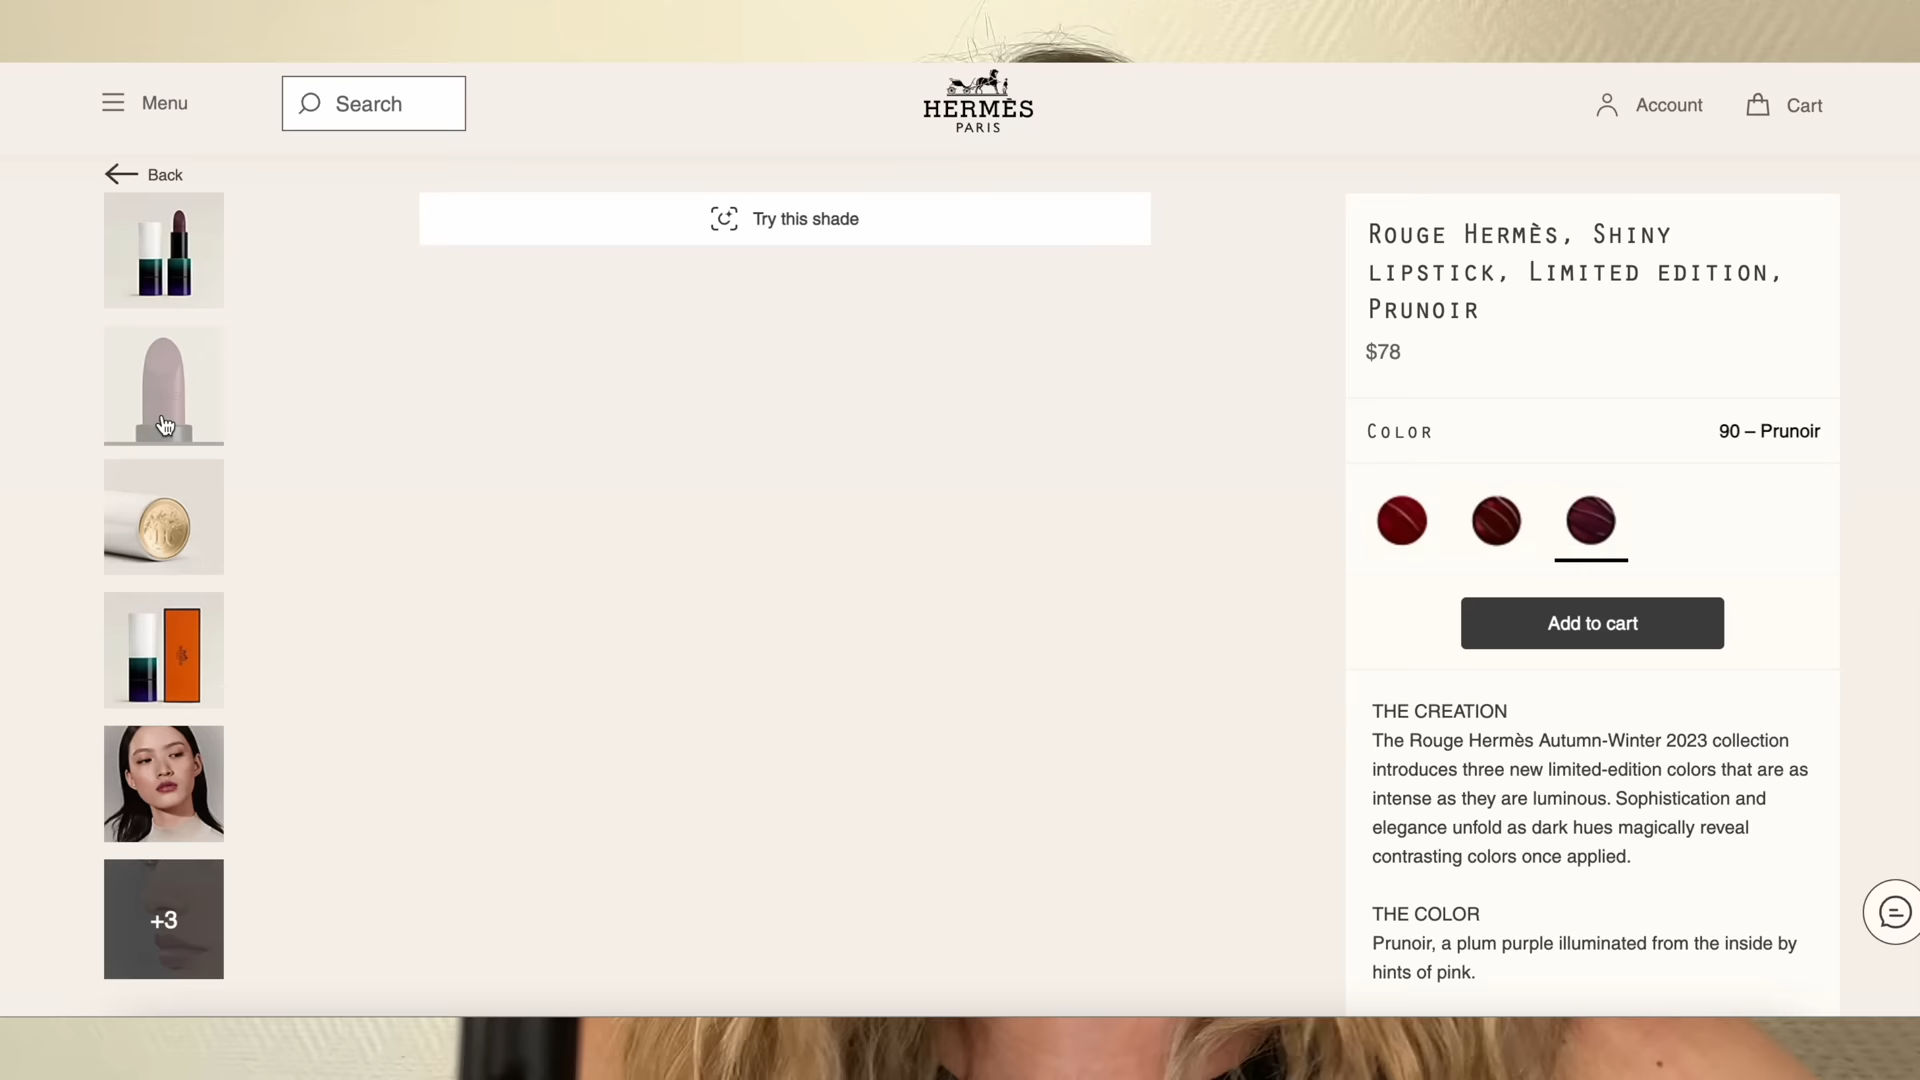 Menu
Search
HERMÈS
PARIS
Account
Cart
Back
Try this shade
Rouge Hermès, Shiny
lipstick, Limited edition,
Prunoir
$78
Color
90 – Prunoir
Add to cart
THE CREATION
The Rouge Hermès Autumn-Winter 2023 collection
introduces three new limited-edition colors that are as
intense as they are luminous. Sophistication and
elegance unfold as dark hues magically reveal
contrasting colors once applied.
THE COLOR
Prunoir, a plum purple illuminated from the inside by
hints of pink.
+3